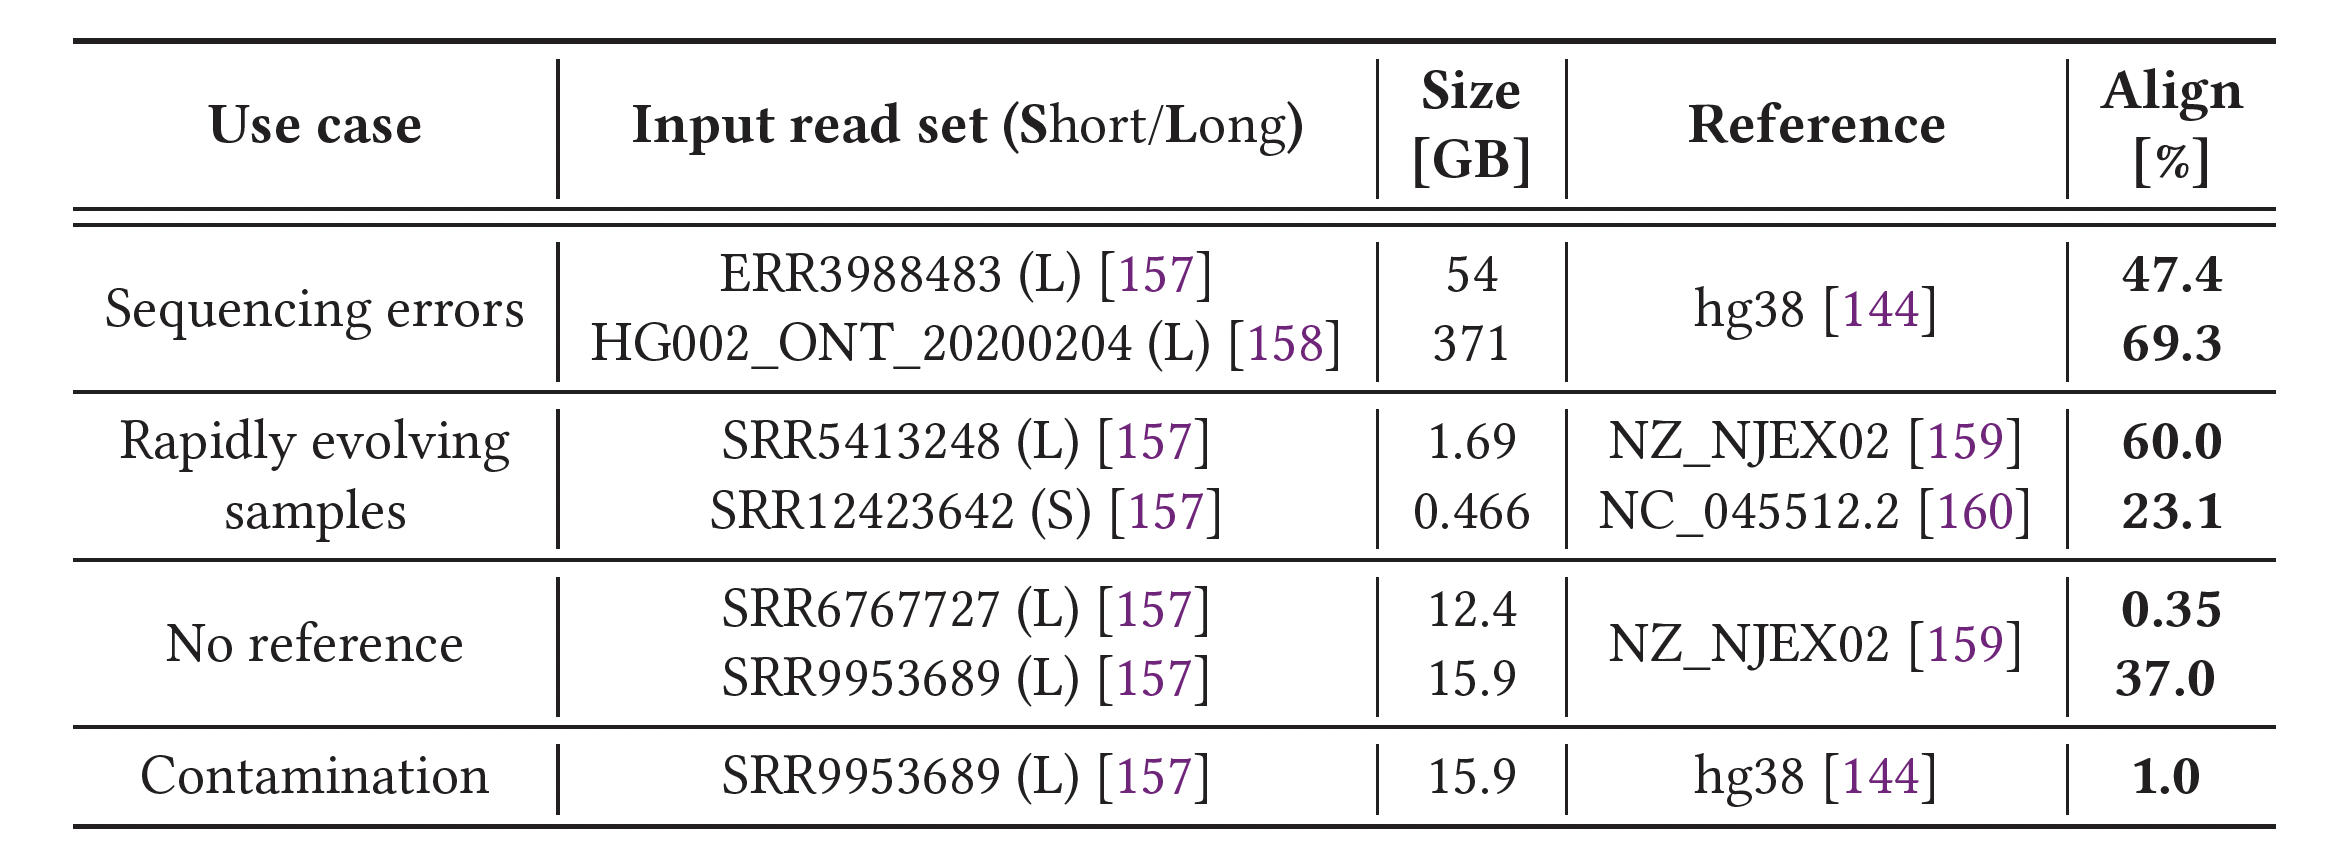 Use case Input read set (Short/Long) Size [GB] Reference Align [%]
Sequencing errors ERR3988483 (L) [157] 54 hg38 [144] 47.4
HG002_ONT_20200204 (L) [158] 371 69.3
Rapidly evolving SRR5413248 (L) [157] 1.69 NZ_NJEX02 [159] 60.0
samples SRR12423642 (S) [157] 0.466 NC_045512.2 [160] 23.1
No reference SRR6767727 (L) [157] 12.4 NZ_NJEX02 [159] 0.35
SRR9953689 (L) [157] 15.9 37.0
Contamination SRR9953689 (L) [157] 15.9 hg38 [144] 1.0